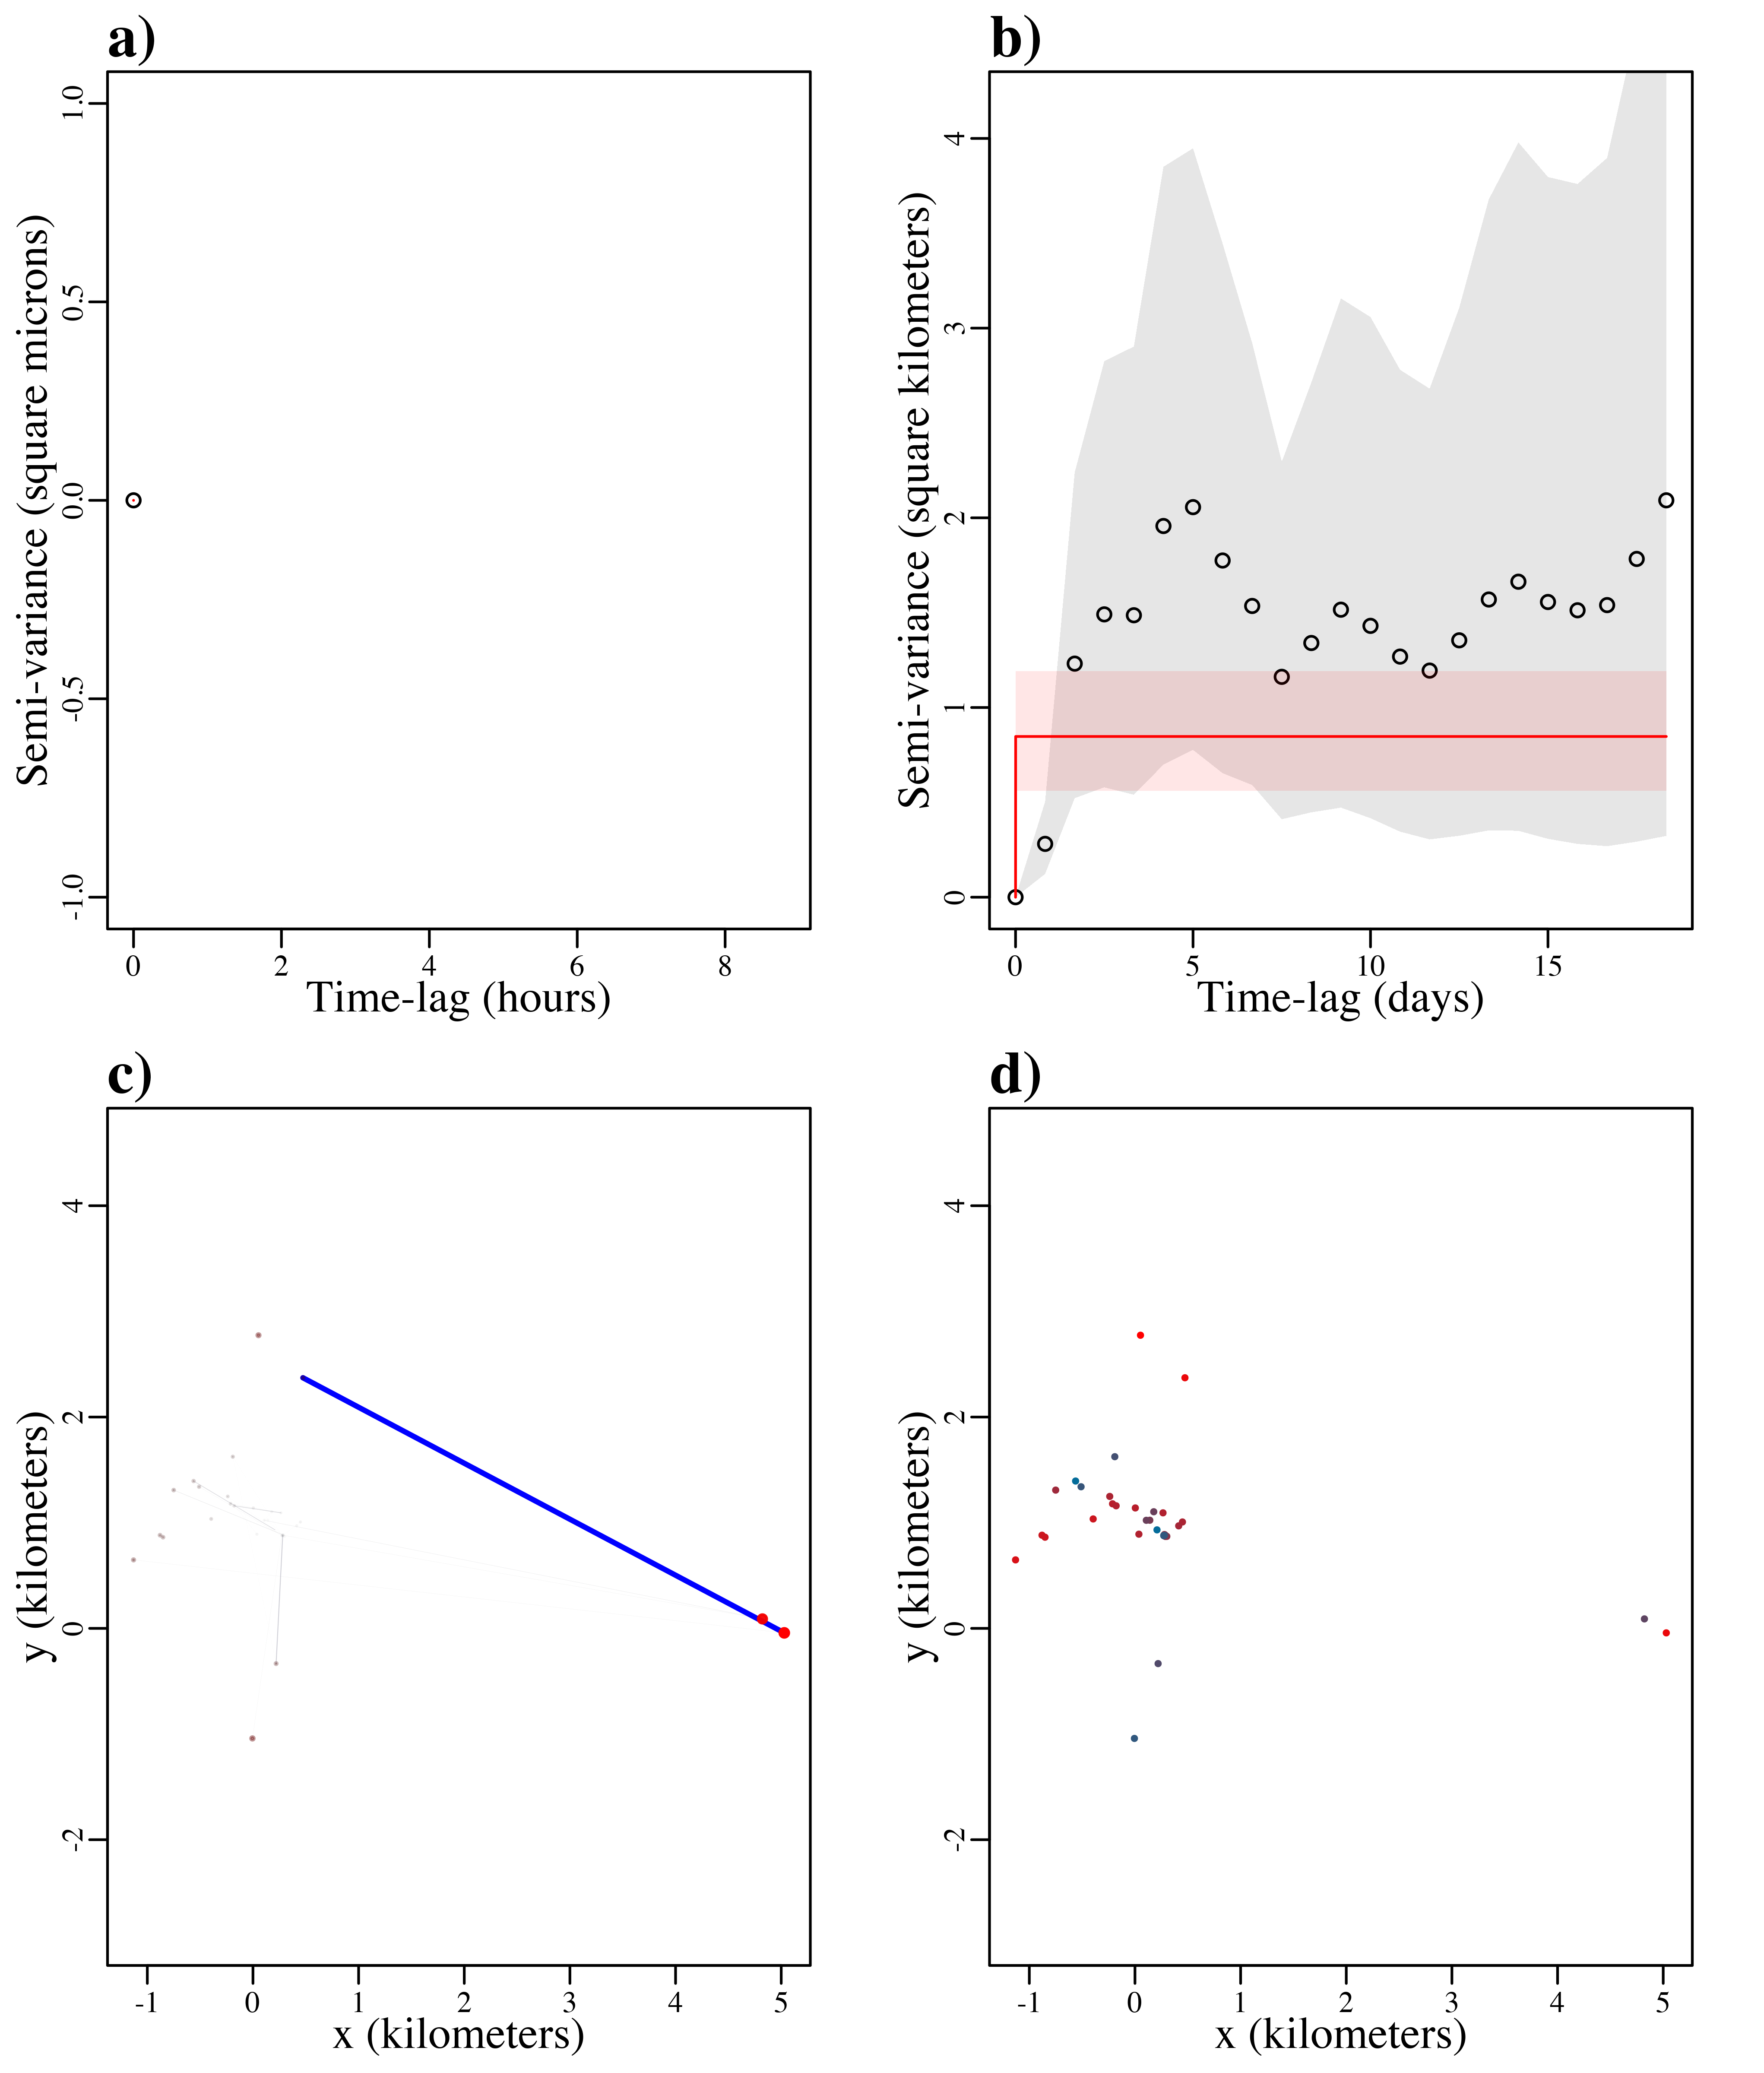 a)
1.0
0.5
0.0
-0.5
-1.0
Semi-variance (square microns)
0 2 4 6 8
Time-lag (hours)
b)
4
3
2
1
0
Semi-variance (square kilometers)
0 5 10 15
Time-lag (days)
c)
4
2
0
-2
y (kilometers)
-1 0 1 2 3 4 5
x (kilometers)
d)
4
2
0
-2
y (kilometers)
-1 0 1 2 3 4 5
x (kilometers)